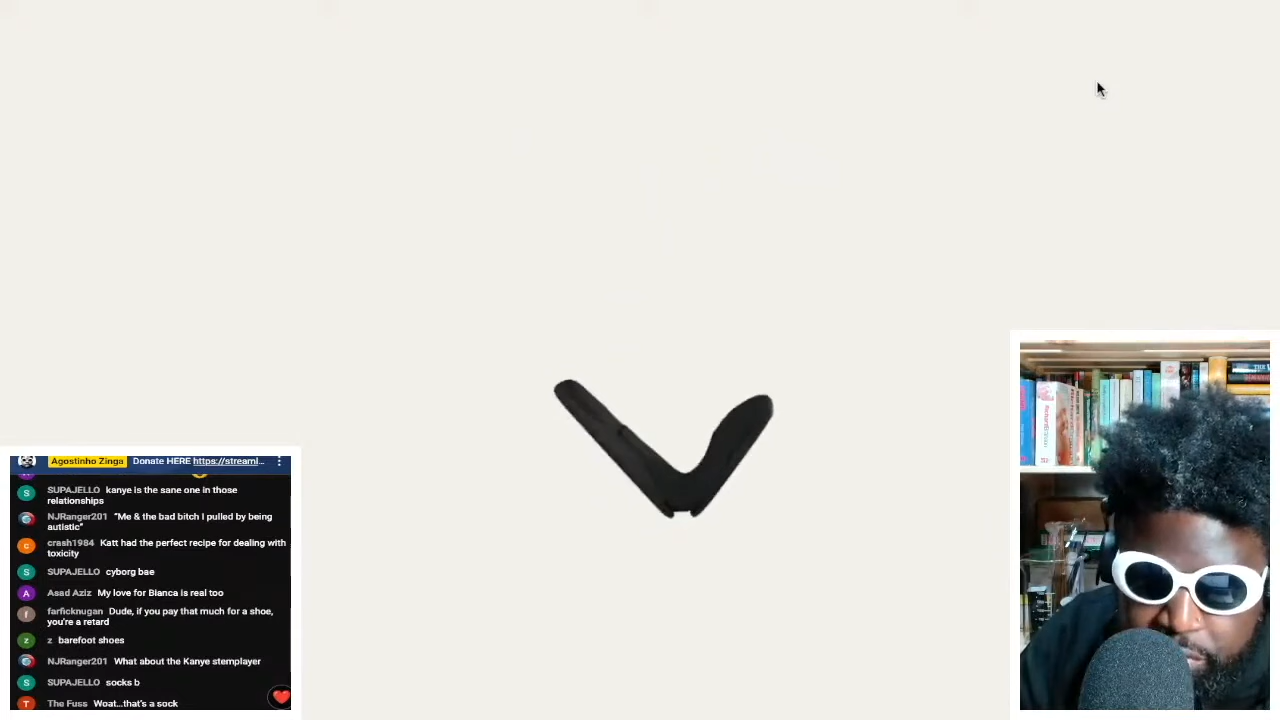 Agostinho Zinga Donate HERE https://streaml...
SUPAJELLO kanye is the sane one in those
relationships
NJRanger201 "Me & the bad bitch I pulled by being
autistic"
crash1984 Katt had the perfect recipe for dealing with
toxicity
SUPAJELLO cyborg bae
Asad Aziz My love for Bianca is real too
farficknugan Dude, if you pay that much for a shoe,
you're a retard
z barefoot shoes
NJRanger201 What about the Kanye stemplayer
SUPAJELLO socks b
The Fuss Woat...that's a sock